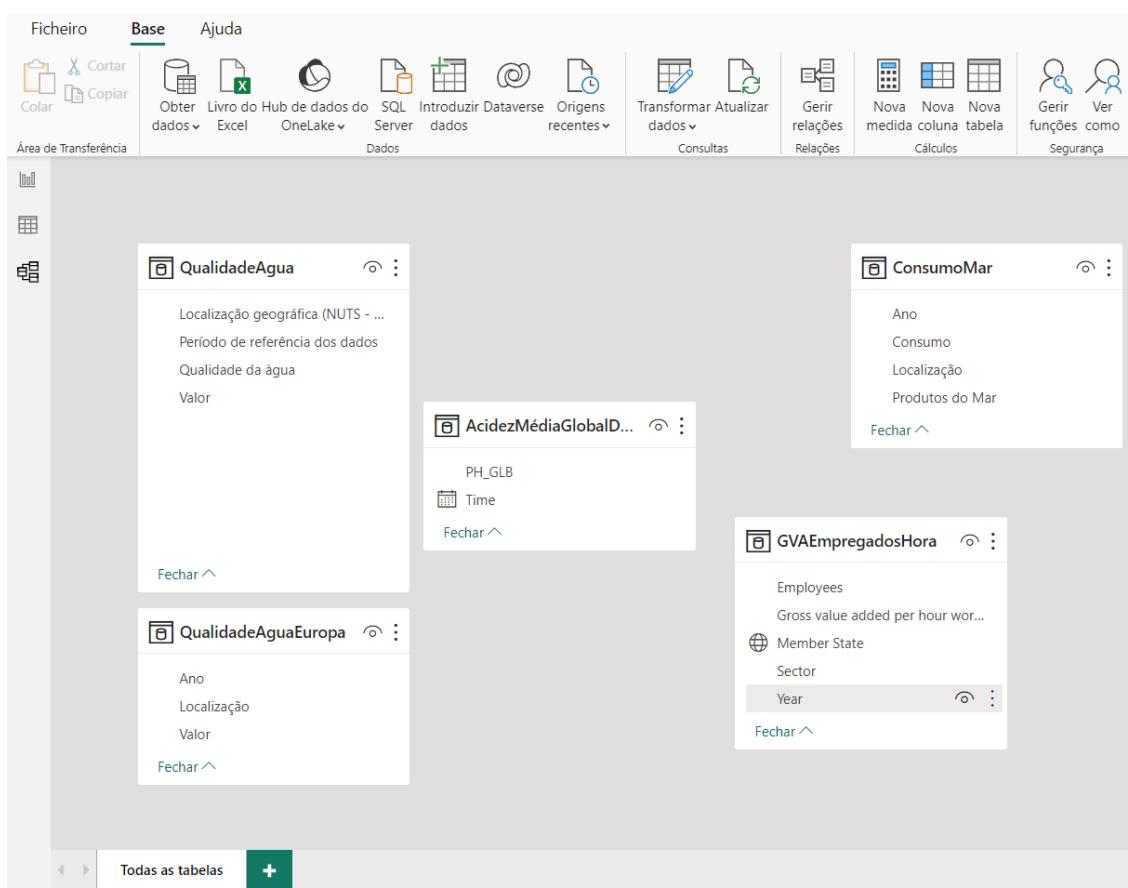 Ficheiro Base Ajuda
Colar
Cortar
Copiar
Área de Transferência
Obter dados
Livro do Excel
Hub de dados do OneLake
SQL Server
Introduzir dados
Dataverse
Origens recentes
Dados
Transformar dados
Atualizar
Consultas
Gerir relações
Relações
Nova medida
Nova coluna
Nova tabela
Cálculos
Gerir funções
Ver como
Segurança
QualidadeAgua
Localização geográfica (NUTS - ...
Período de referência dos dados
Qualidade da àgua
Valor
Fechar
ConsumoMar
Ano
Consumo
Localização
Produtos do Mar
Fechar
AcidezMédiaGlobalD...
PH_GLB
Time
Fechar
GVAEmpregadosHora
Employees
Gross value added per hour wor...
Member State
Sector
Year
Fechar
QualidadeAguaEuropa
Ano
Localização
Valor
Fechar
Todas as tabelas